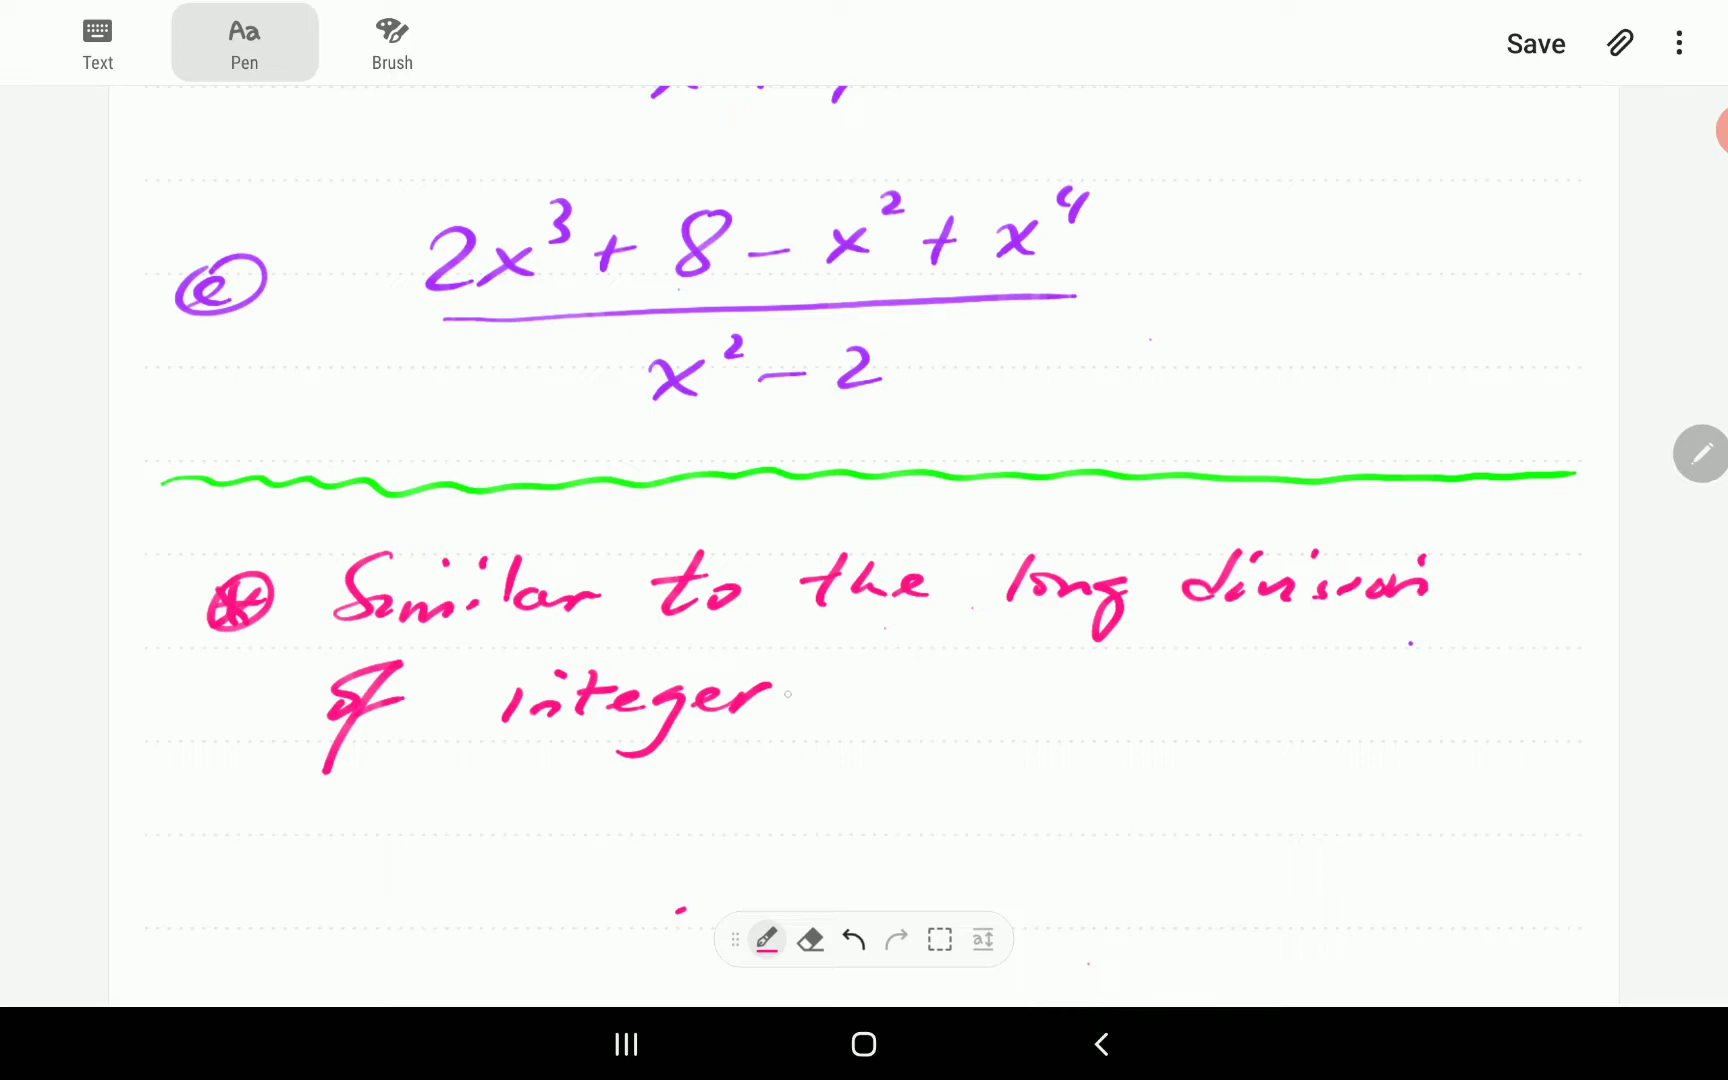 Text Pen Brush Save
ⓔ 2x³ + 8 - x² + x⁴
x² - 2
⊛ Similar to the long division
of integer